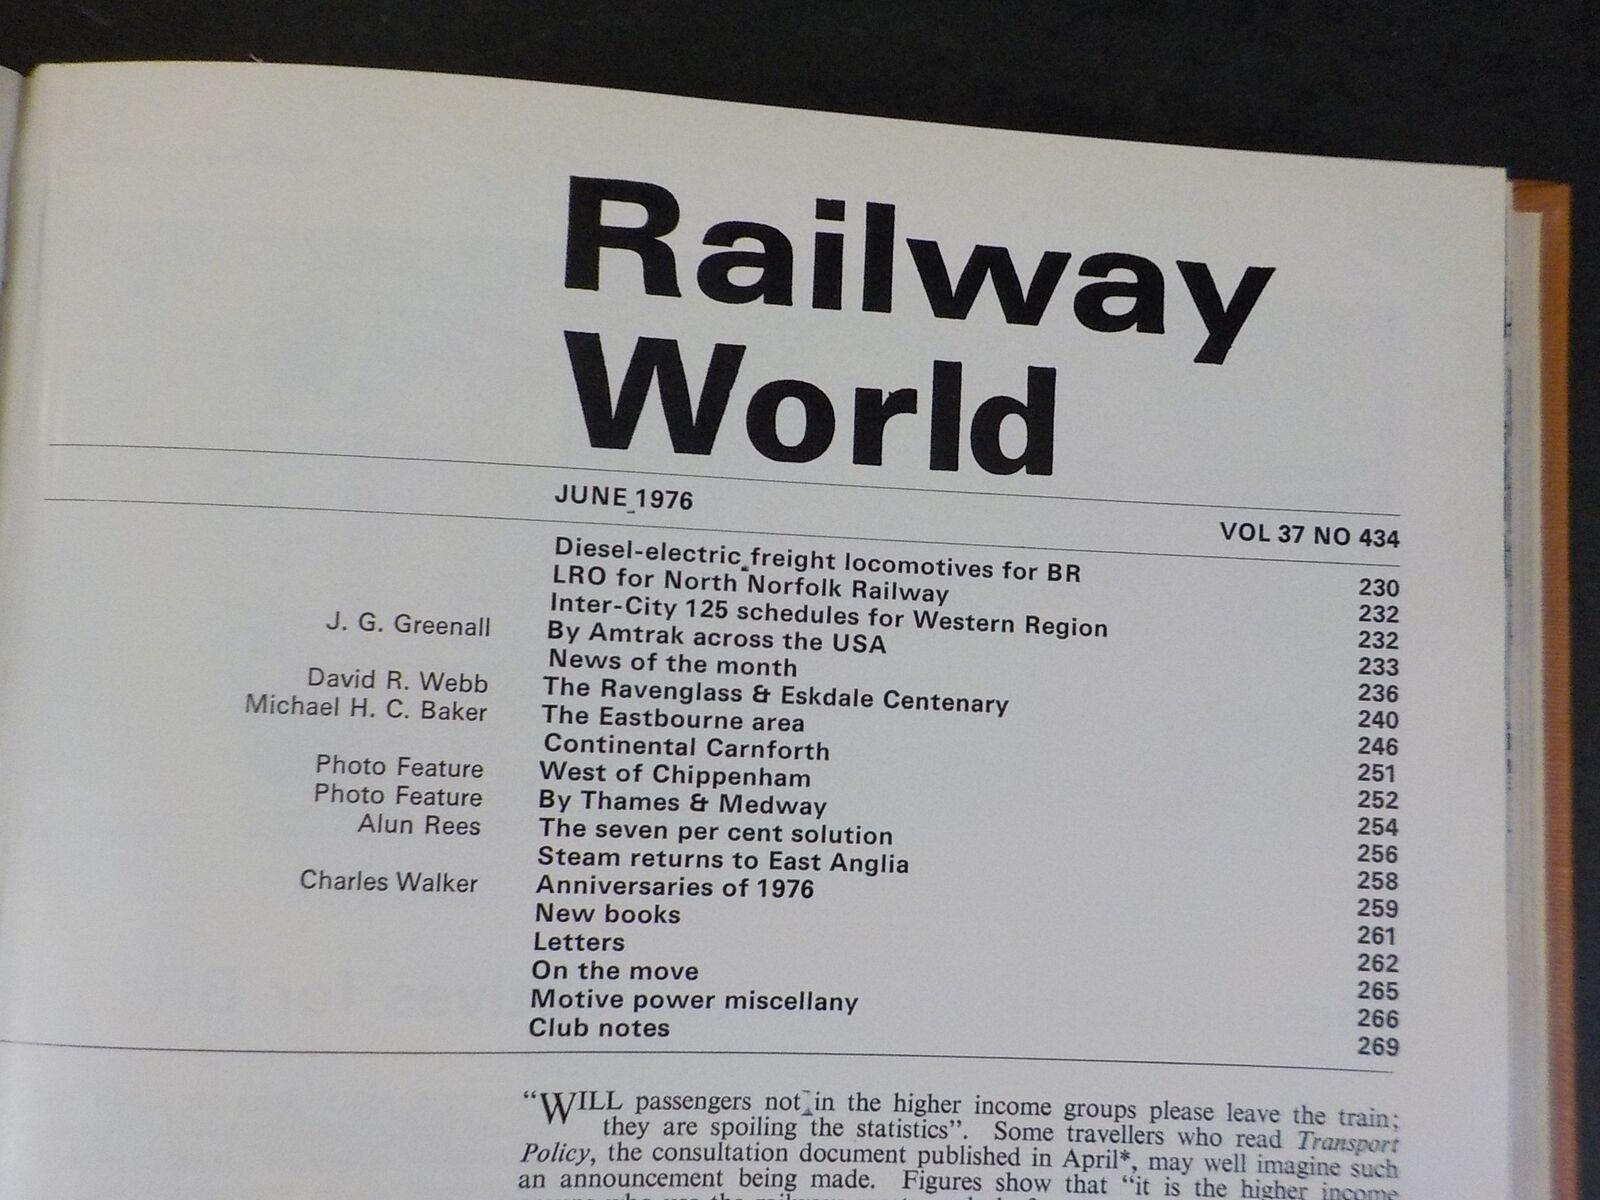 Railway
World
JUNE 1976 VOL 37 NO 434
Diesel-electric freight locomotives for BR 230
LRO for North Norfolk Railway 232
Inter-City 125 schedules for Western Region 232
J. G. Greenall By Amtrak across the USA 233
News of the month 236
David R. Webb The Ravenglass & Eskdale Centenary 240
Michael H. C. Baker The Eastbourne area 246
Continental Carnforth 251
Photo Feature West of Chippenham 252
Photo Feature By Thames & Medway 254
Alun Rees The seven per cent solution 256
Steam returns to East Anglia 258
Charles Walker Anniversaries of 1976 259
New books 261
Letters 262
On the move 265
Motive power miscellany 266
Club notes 269
“WILL passengers not in the higher income groups please leave the train;
they are spoiling the statistics”. Some travellers who read Transport
Policy, the consultation document published in April*, may well imagine such
an announcement being made. Figures show that “it is the higher income